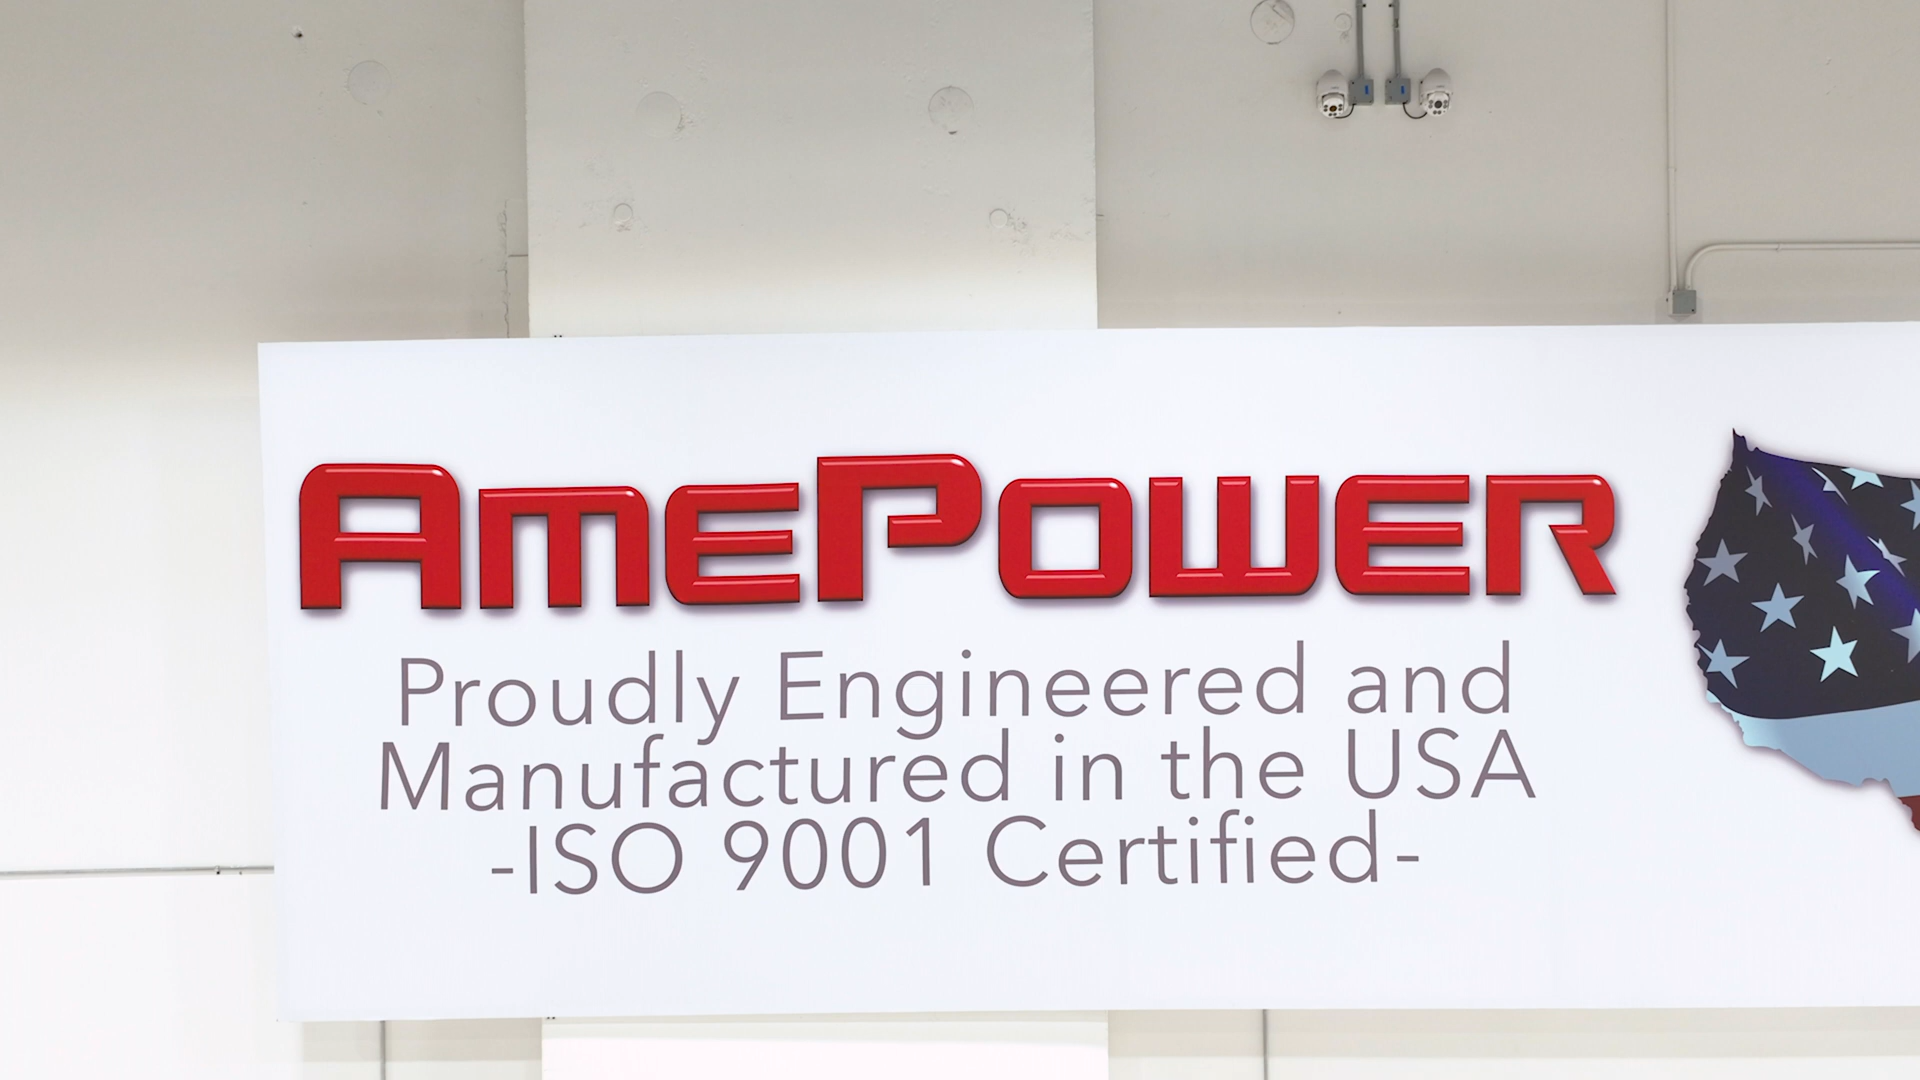 AmePower
Proudly Engineered and
Manufactured in the USA
-ISO 9001 Certified-